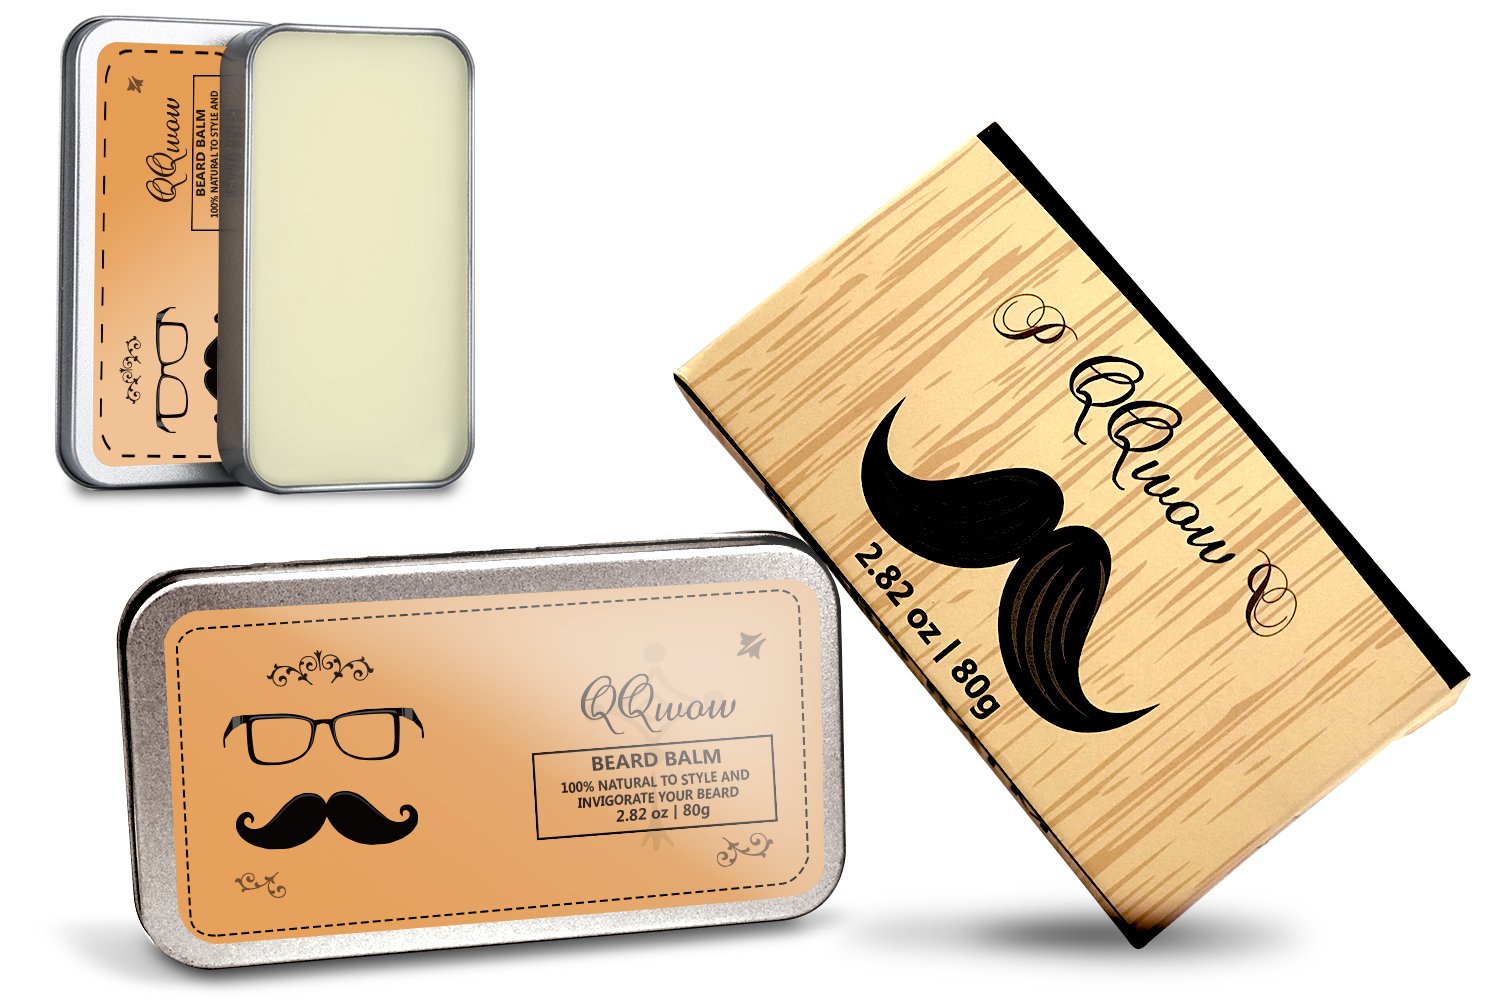 QQwow
BEARD BALM
100% NATURAL TO STYLE AND
QQwow
BEARD BALM
100% NATURAL TO STYLE AND
INVIGORATE YOUR BEARD
2.82 oz | 80g
QQwow
2.82 oz | 80g